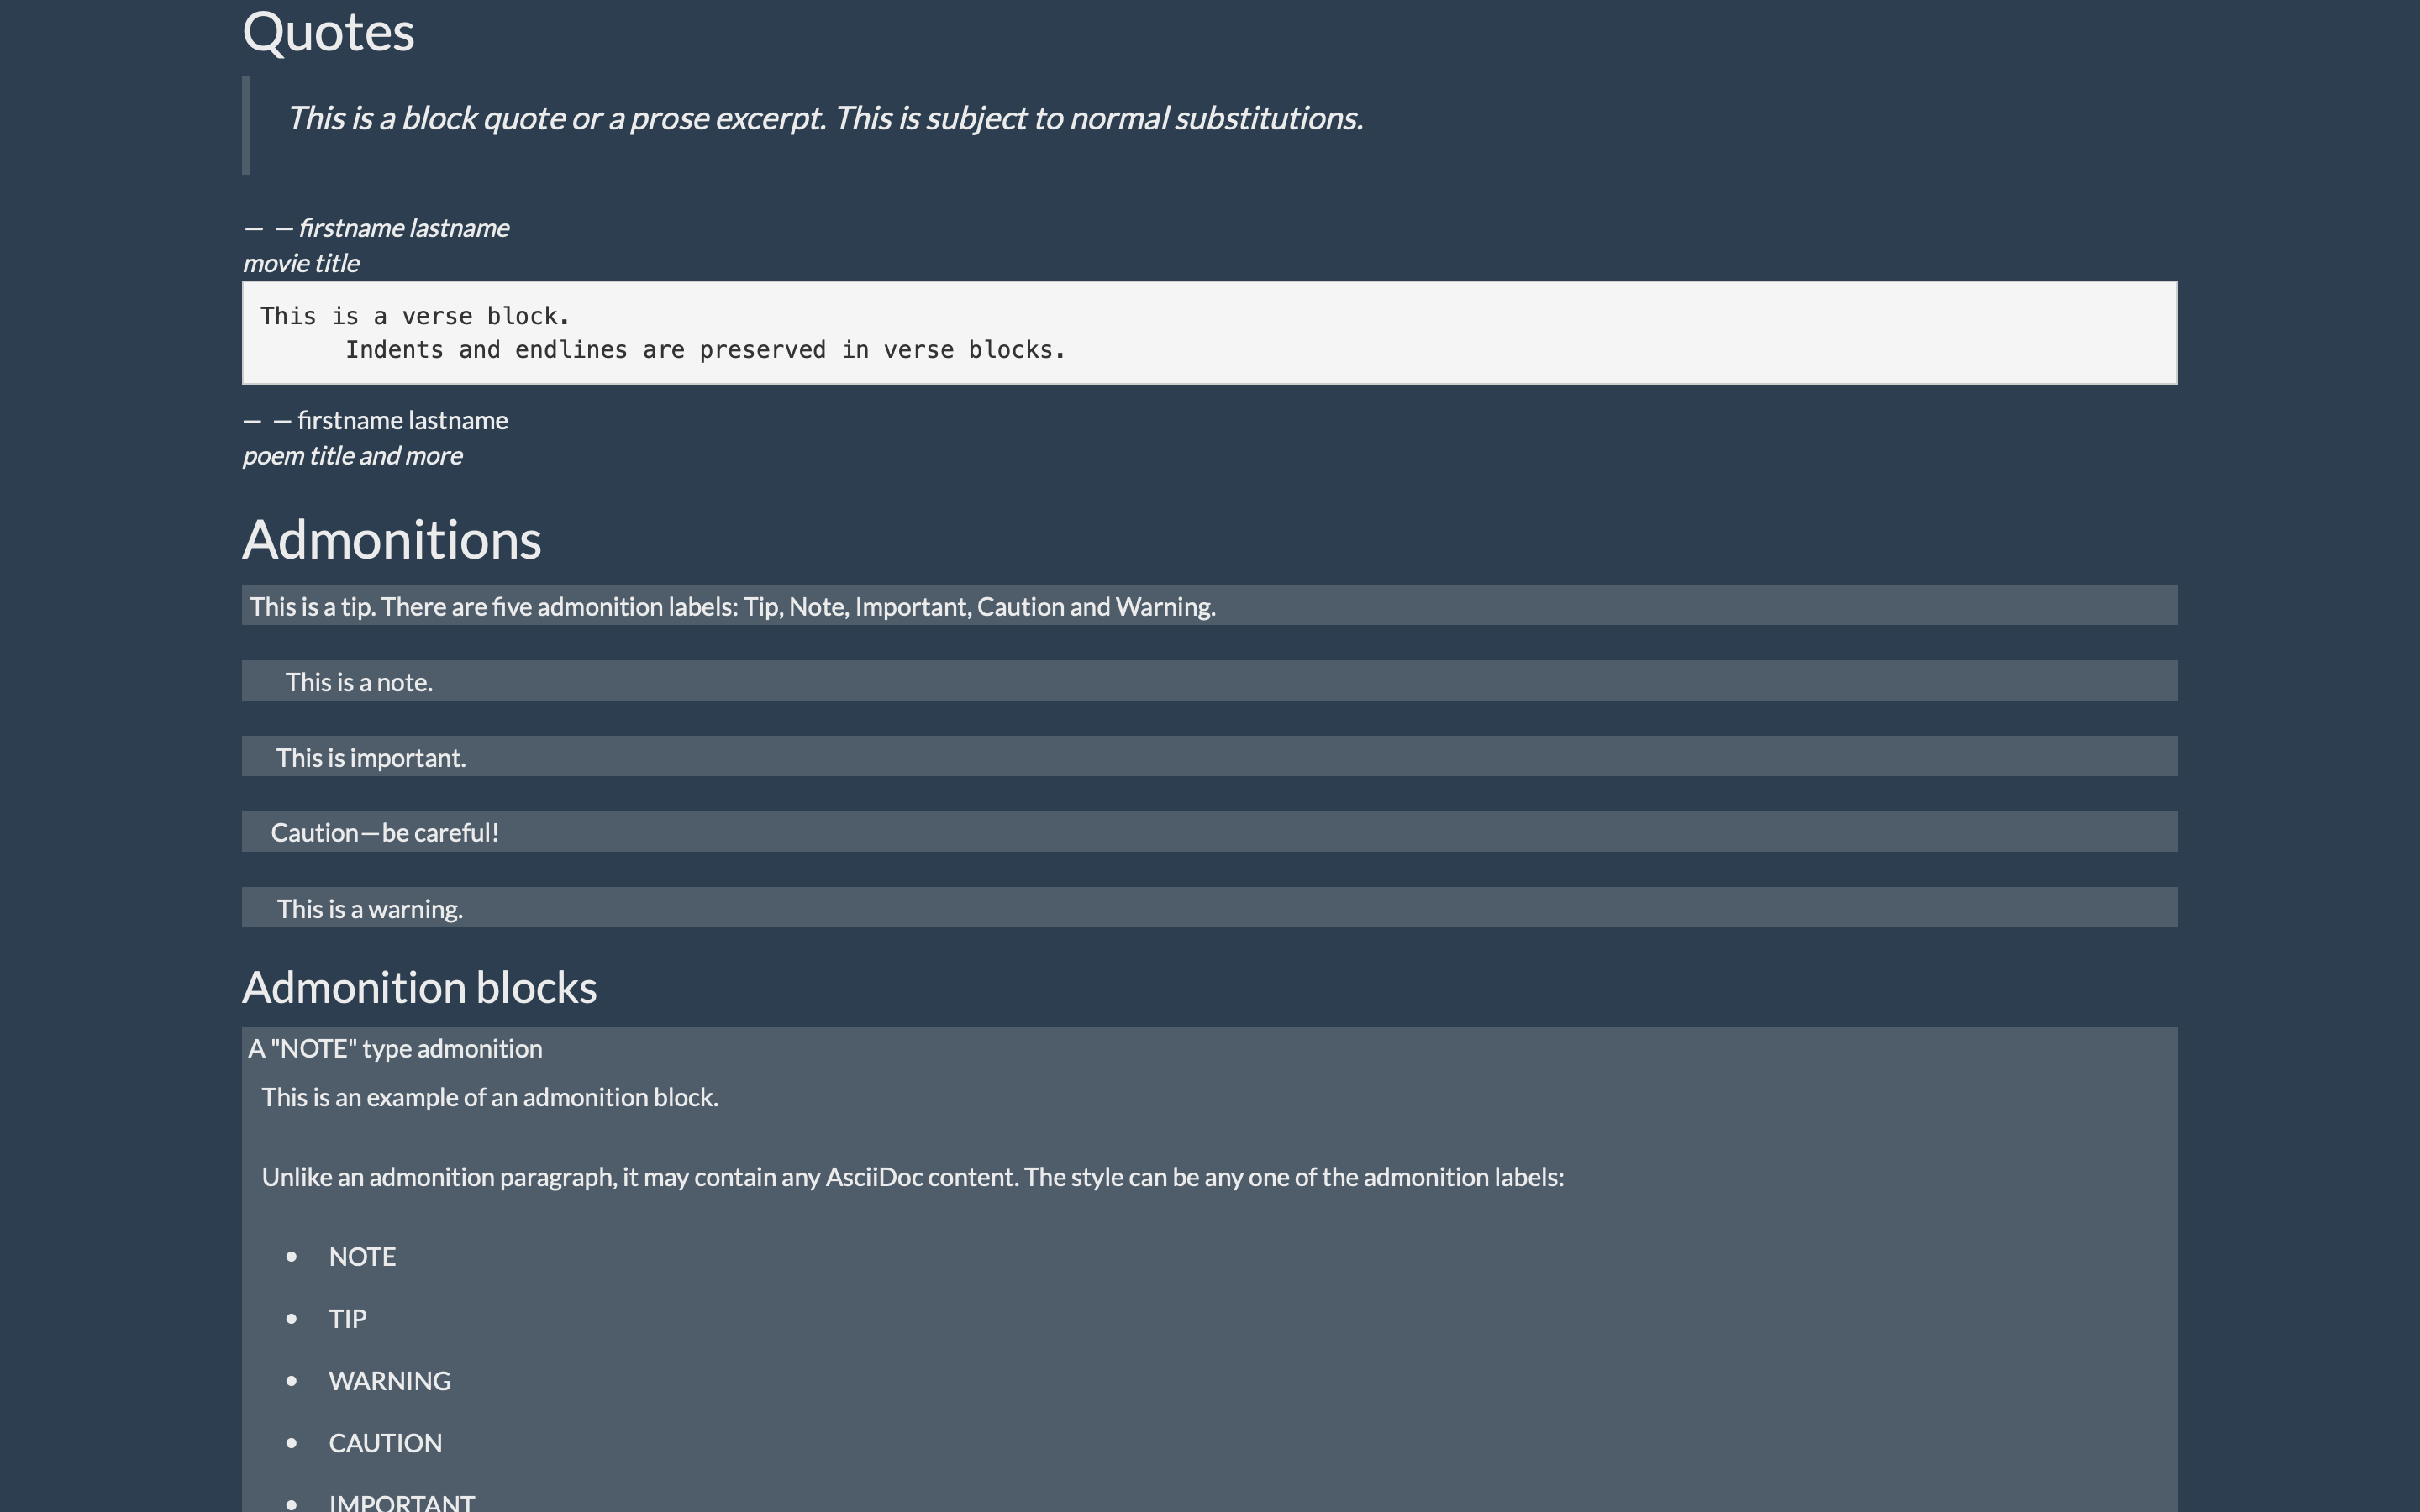 Quotes
This is a block quote or a prose excerpt. This is subject to normal substitutions.
— — firstname lastname
movie title
This is a verse block.
      Indents and endlines are preserved in verse blocks.
— — firstname lastname
poem title and more
Admonitions
This is a tip. There are five admonition labels: Tip, Note, Important, Caution and Warning.
This is a note.
This is important.
Caution—be careful!
This is a warning.
Admonition blocks
A "NOTE" type admonition
This is an example of an admonition block.
Unlike an admonition paragraph, it may contain any AsciiDoc content. The style can be any one of the admonition labels:
• NOTE
• TIP
• WARNING
• CAUTION
• IMPORTANT